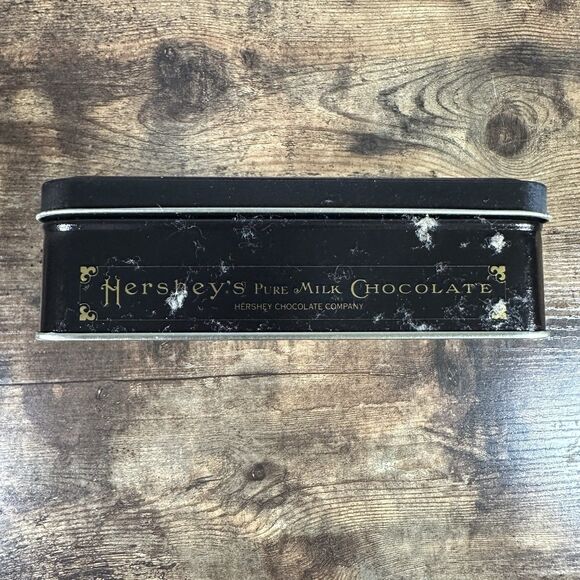 Hershey's Pure Milk Chocolate
HERSHEY CHOCOLATE COMPANY